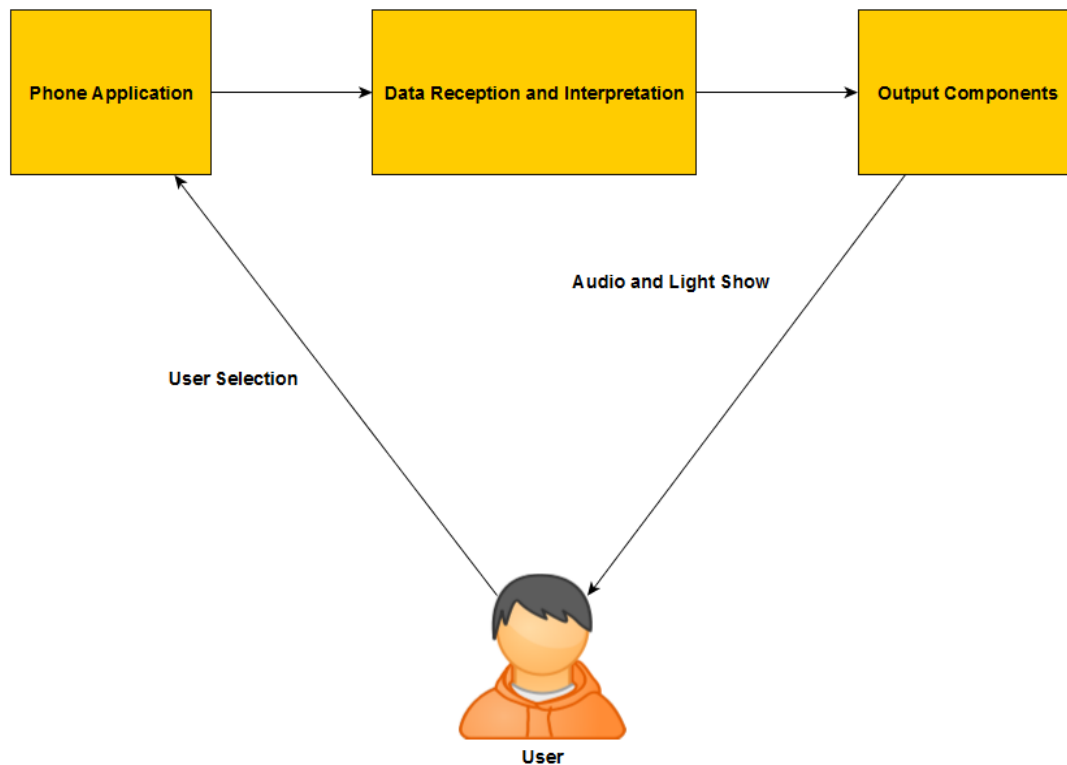 Phone Application
Data Reception and Interpretation
Output Components
Audio and Light Show
User Selection
User